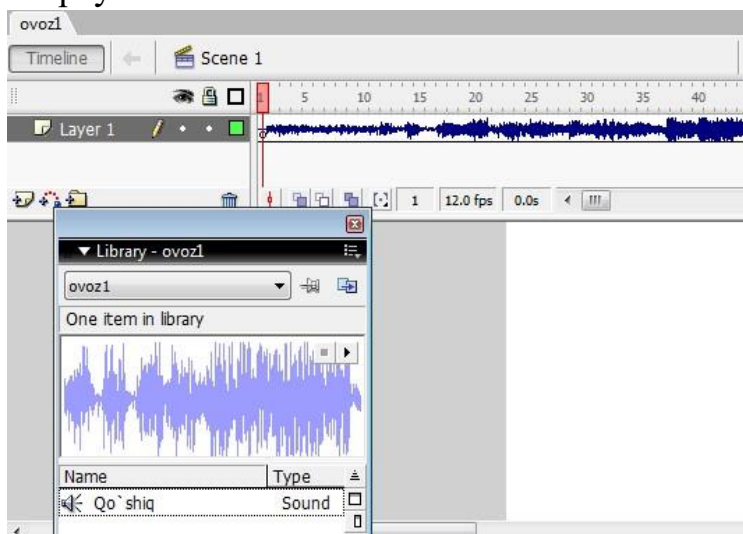 ovoz1
Timeline Scene 1
1 5 10 15 20 25 30 35 40
Layer 1
1 12.0 fps 0.0s
Library - ovoz1
ovoz1
One item in library
Name Type
Qo`shiq Sound